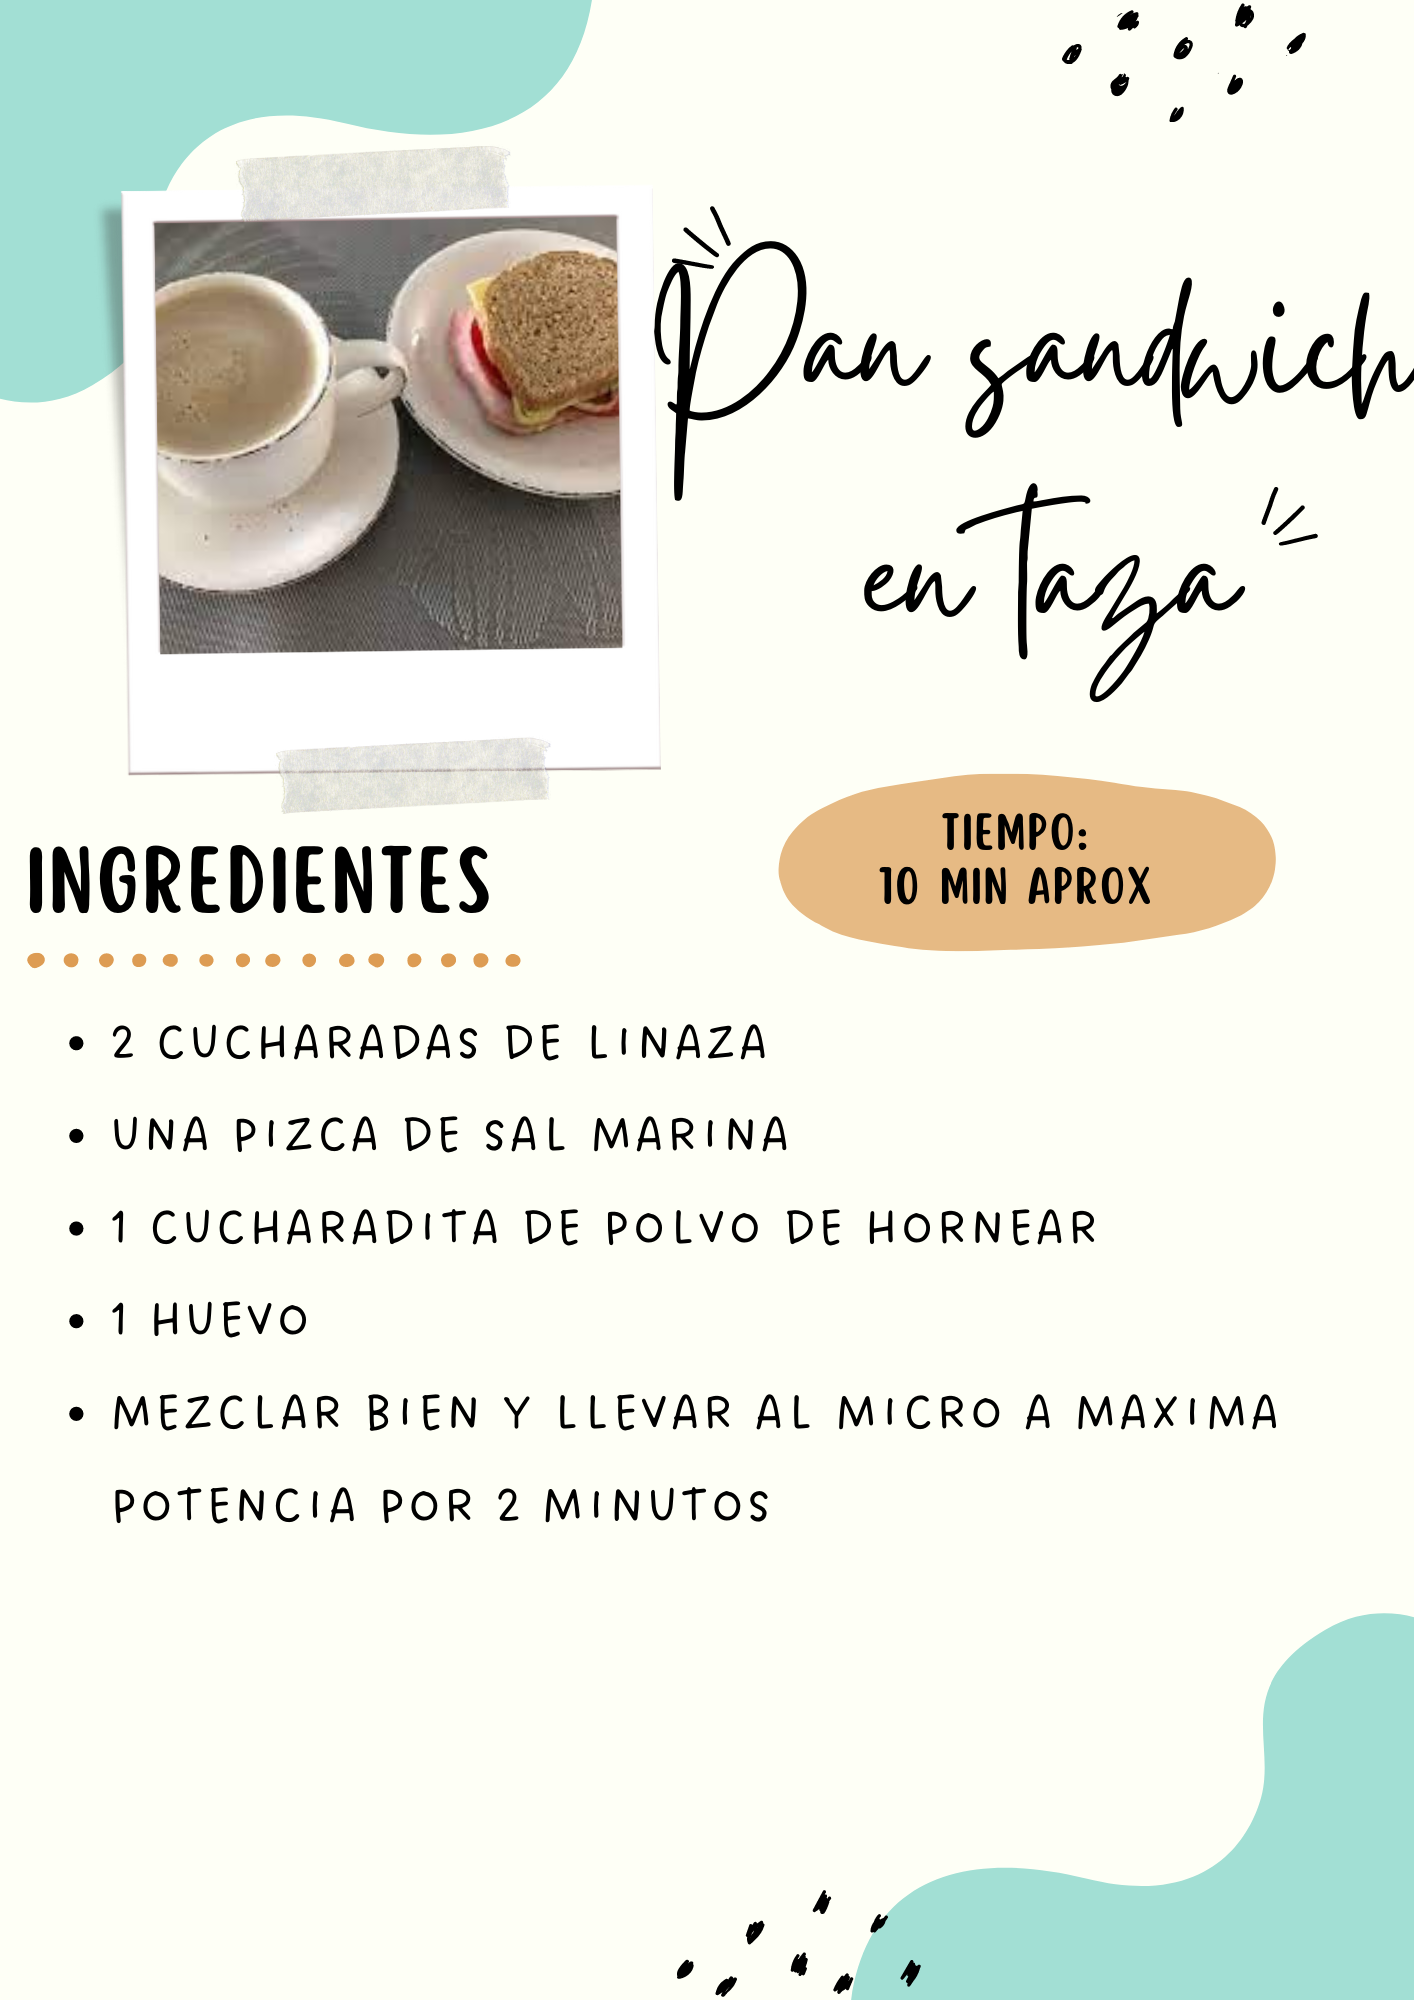 Pan sandwich
en Taza
TIEMPO:
10 MIN APROX
INGREDIENTES
• 2 CUCHARADAS DE LINAZA
• UNA PIZCA DE SAL MARINA
• 1 CUCHARADITA DE POLVO DE HORNEAR
• 1 HUEVO
• MEZCLAR BIEN Y LLEVAR AL MICRO A MAXIMA
POTENCIA POR 2 MINUTOS